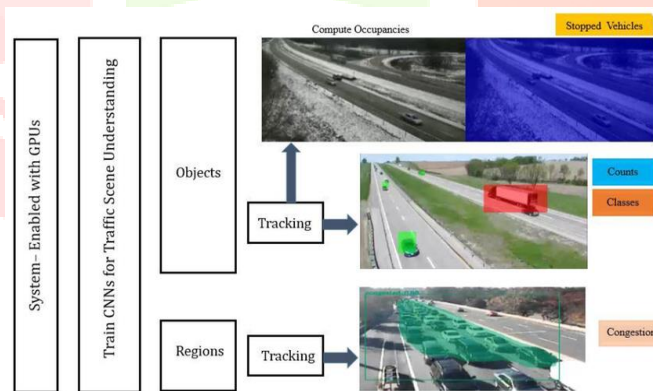 Compute Occupancies
Stopped Vehicles
System– Enabled with GPUs
Train CNNs for Traffic Scene Understanding
Objects
Tracking
Counts
Classes
Regions
Tracking
Congestion